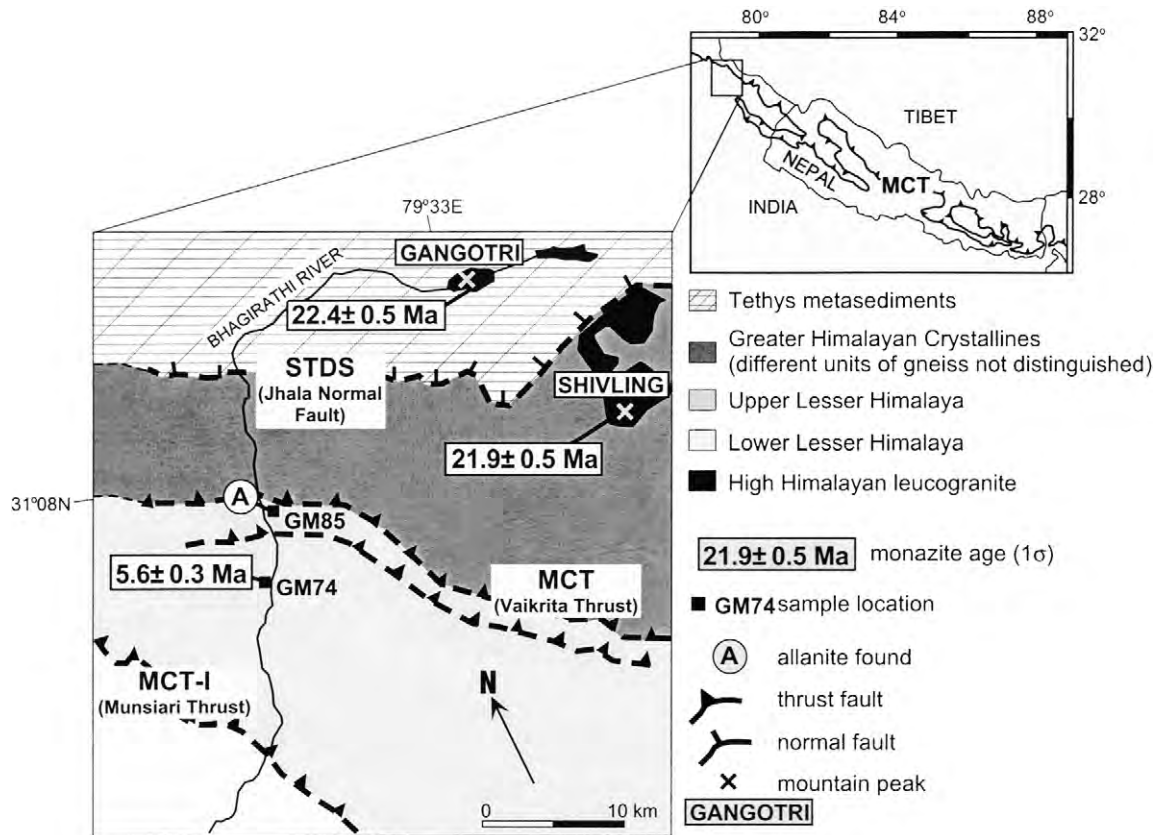 80°
84°
88°
32°
TIBET
NEPAL
MCT
28°
INDIA
79°33E
GANGOTRI
BHAGIRATHI RIVER
22.4± 0.5 Ma
STDS
(Jhala Normal
Fault)
SHIVLING
21.9± 0.5 Ma
31°08N
A
GM85
5.6± 0.3 Ma
GM74
MCT
(Vaikrita Thrust)
MCT-I
(Munsiari Thrust)
N
0
10 km
Tethys metasediments
Greater Himalayan Crystallines
(different units of gneiss not distinguished)
Upper Lesser Himalaya
Lower Lesser Himalaya
High Himalayan leucogranite
21.9± 0.5 Ma monazite age (1σ)
GM74 sample location
A allanite found
thrust fault
normal fault
mountain peak
GANGOTRI